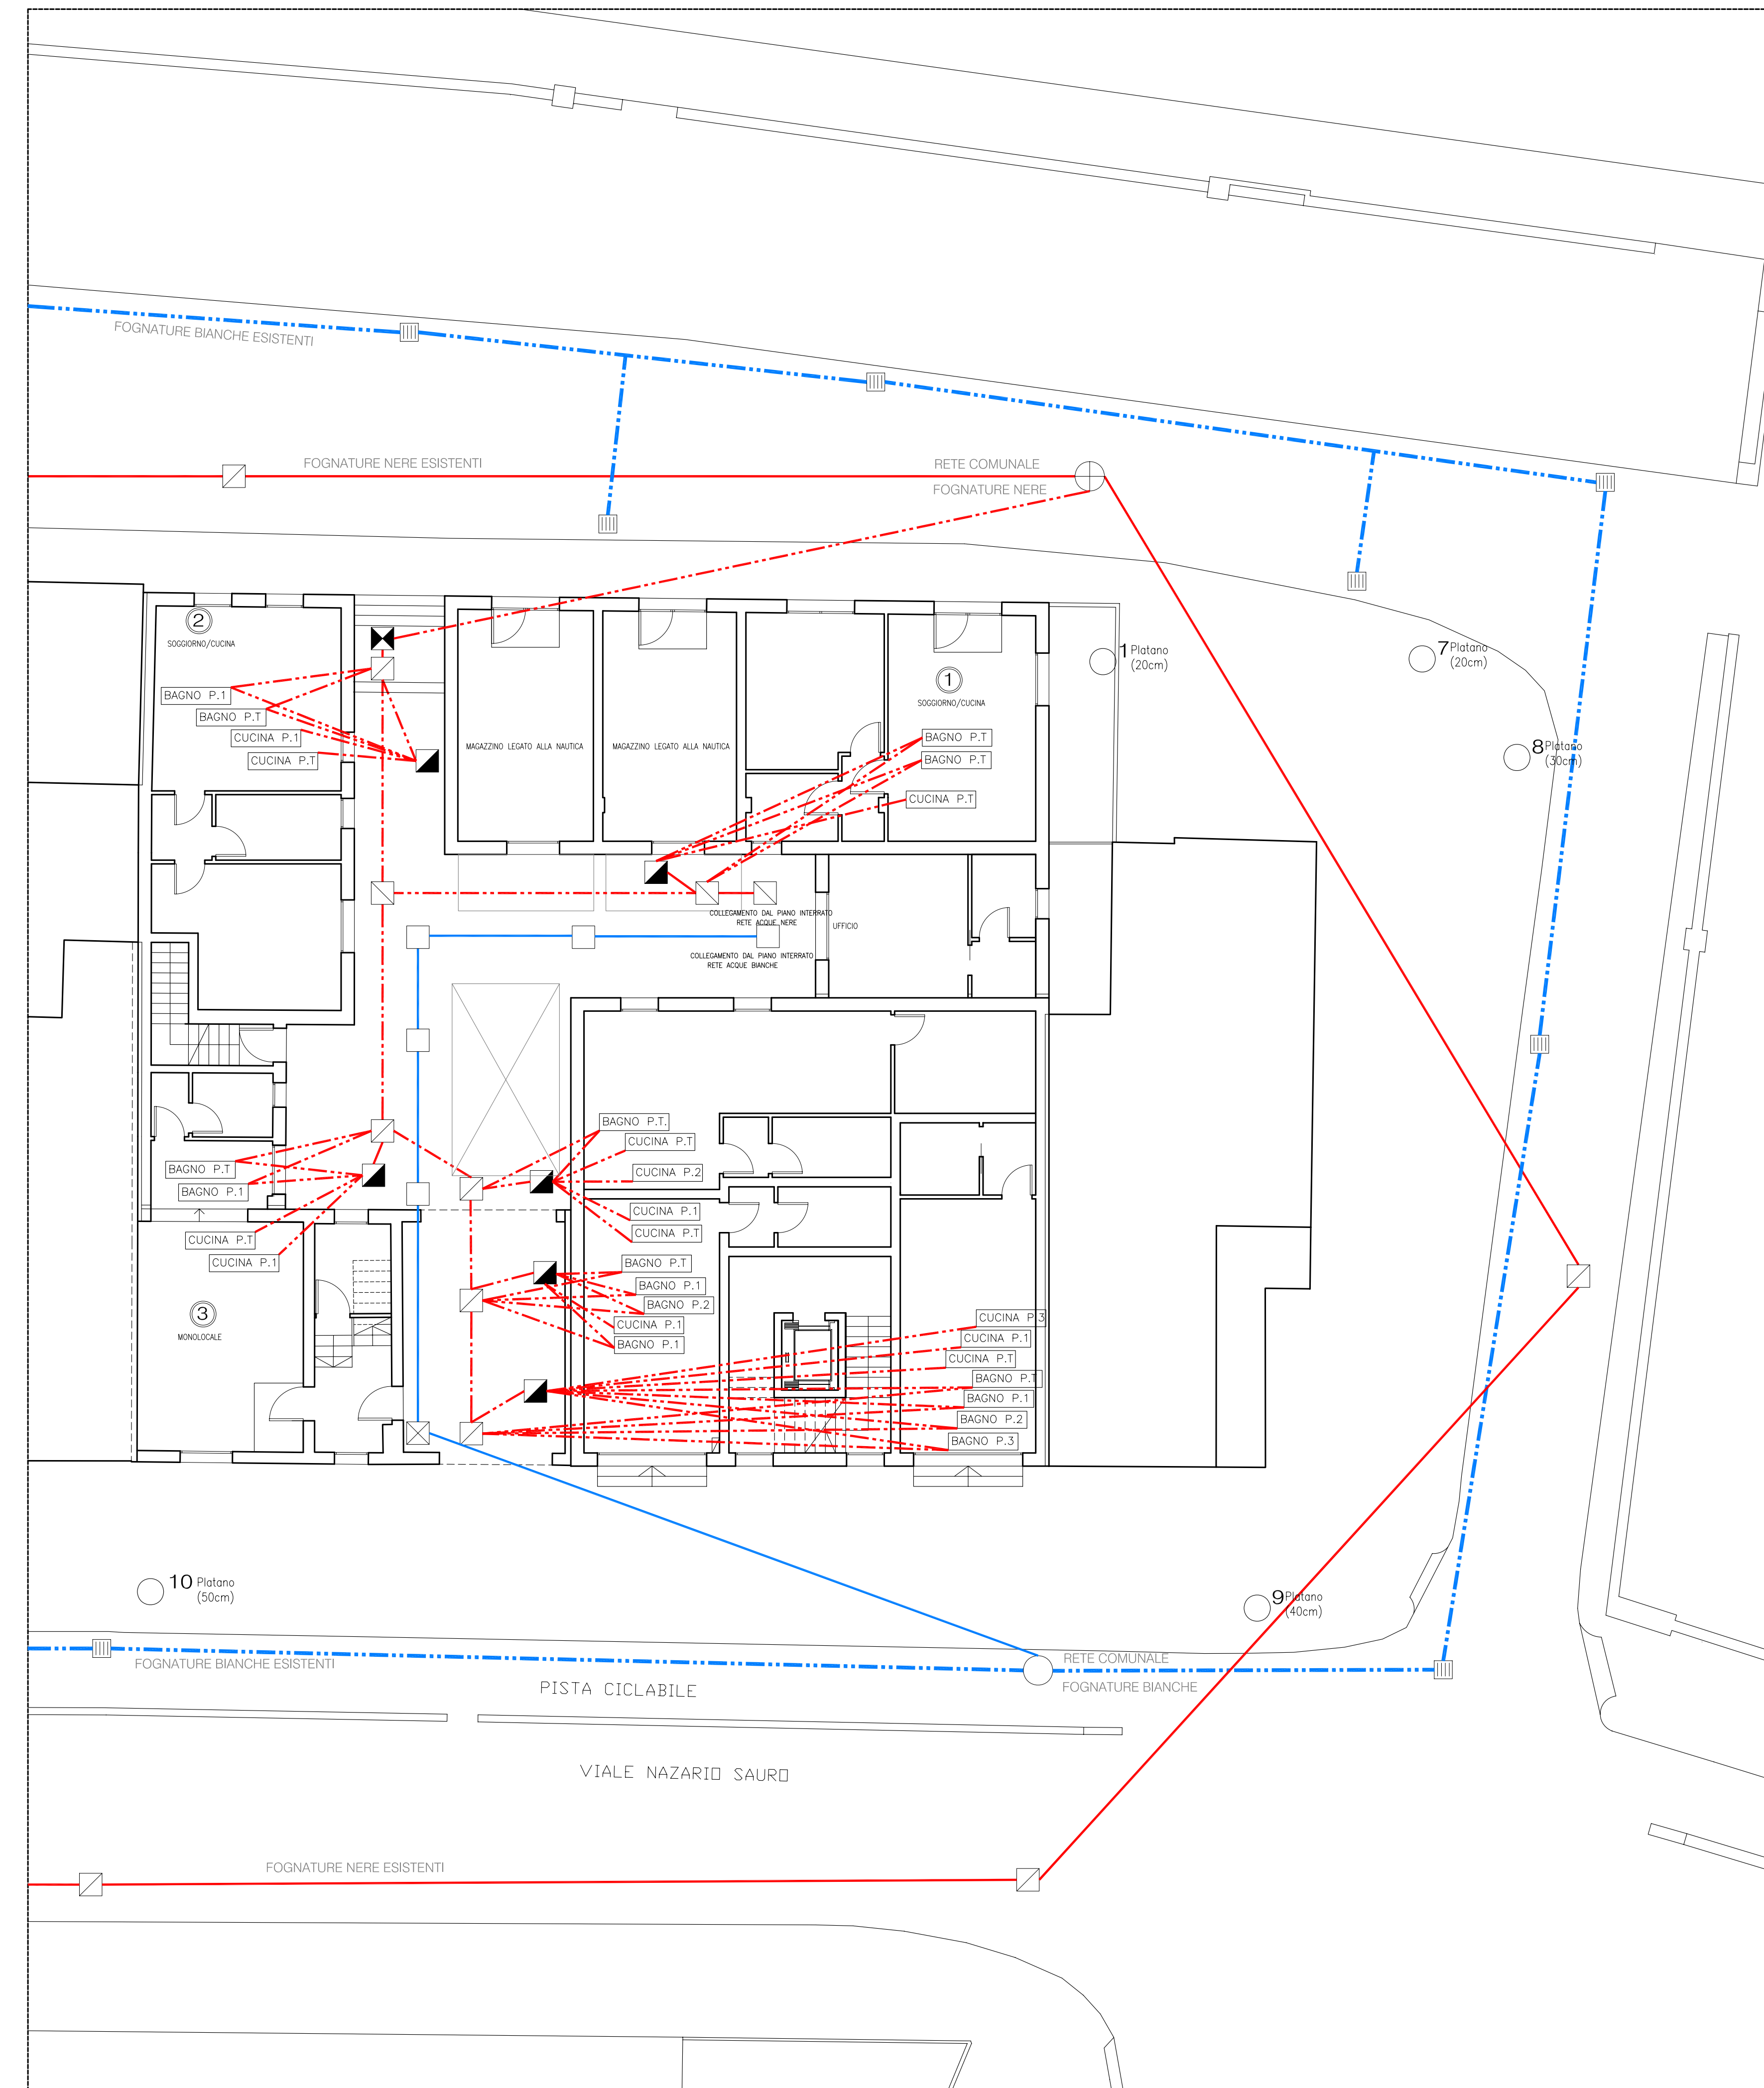 FOGNATURE BIANCHE ESISTENTI
FOGNATURE NERE ESISTENTI
RETE COMUNALE
FOGNATURE NERE
2
SOGGIORNO/CUCINA
BAGNO P.1
BAGNO P.T
CUCINA P.1
CUCINA P.T
MAGAZZINO LEGATO ALLA NAUTICA
MAGAZZINO LEGATO ALLA NAUTICA
1
SOGGIORNO/CUCINA
BAGNO P.T
BAGNO P.T
CUCINA P.T
1 Platano
(20cm)
7 Platano
(20cm)
8 Platano
(30cm)
COLLEGAMENTO DAL PIANO INTERRATO
RETE ACQUE NERE
UFFICIO
COLLEGAMENTO DAL PIANO INTERRATO
RETE ACQUE BIANCHE
BAGNO P.T.
CUCINA P.T
CUCINA P.2
CUCINA P.1
CUCINA P.T
BAGNO P.T
BAGNO P.1
CUCINA P.T
CUCINA P.1
BAGNO P.T
BAGNO P.1
BAGNO P.2
CUCINA P.1
BAGNO P.1
3
MONOLOCALE
CUCINA P.3
CUCINA P.1
CUCINA P.T
BAGNO P.T
BAGNO P.1
BAGNO P.2
BAGNO P.3
10 Platano
(50cm)
9 Platano
(40cm)
FOGNATURE BIANCHE ESISTENTI
RETE COMUNALE
FOGNATURE BIANCHE
PISTA CICLABILE
VIALE NAZARIO SAURO
FOGNATURE NERE ESISTENTI